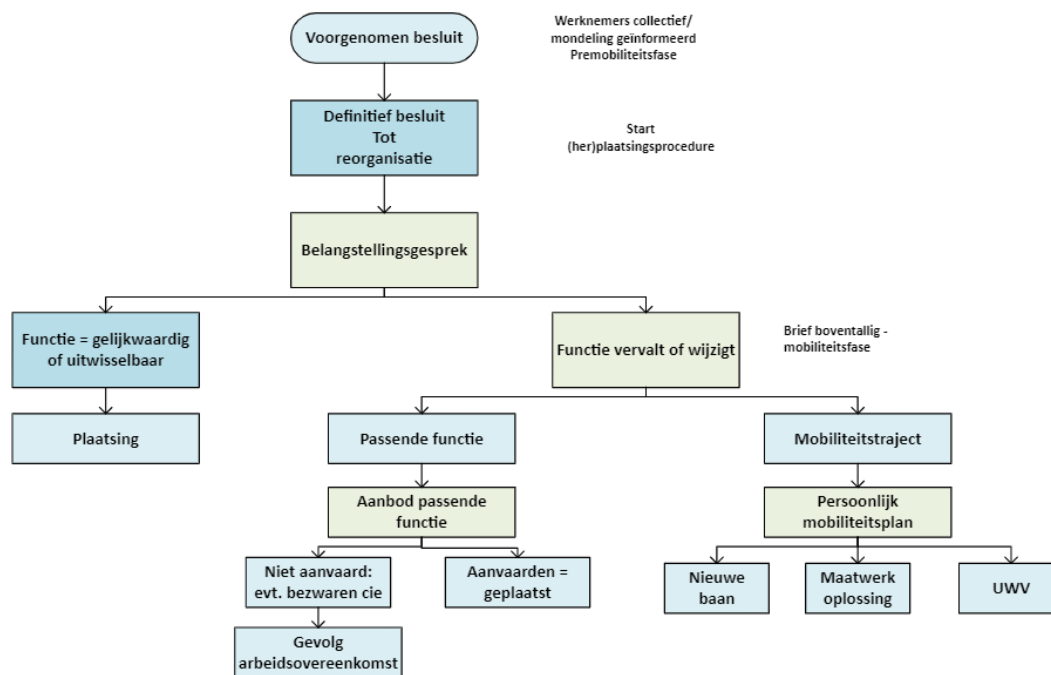 Voorgenomen besluit
Werknemers collectief/
mondeling geïnformeerd
Premobiliteitsfase
Definitief besluit
Tot
reorganisatie
Start
(her)plaatsingsprocedure
Belangstellingsgesprek
Functie = gelijkwaardig
of uitwisselbaar
Functie vervalt of wijzigt
Brief boventallig -
mobiliteitsfase
Plaatsing
Passende functie
Mobiliteitstraject
Aanbod passende
functie
Persoonlijk
mobiliteitsplan
Niet aanvaard:
evt. bezwaren cie
Aanvaarden =
geplaatst
Nieuwe
baan
Maatwerk
oplossing
UWV
Gevolg
arbeidsovereenkomst